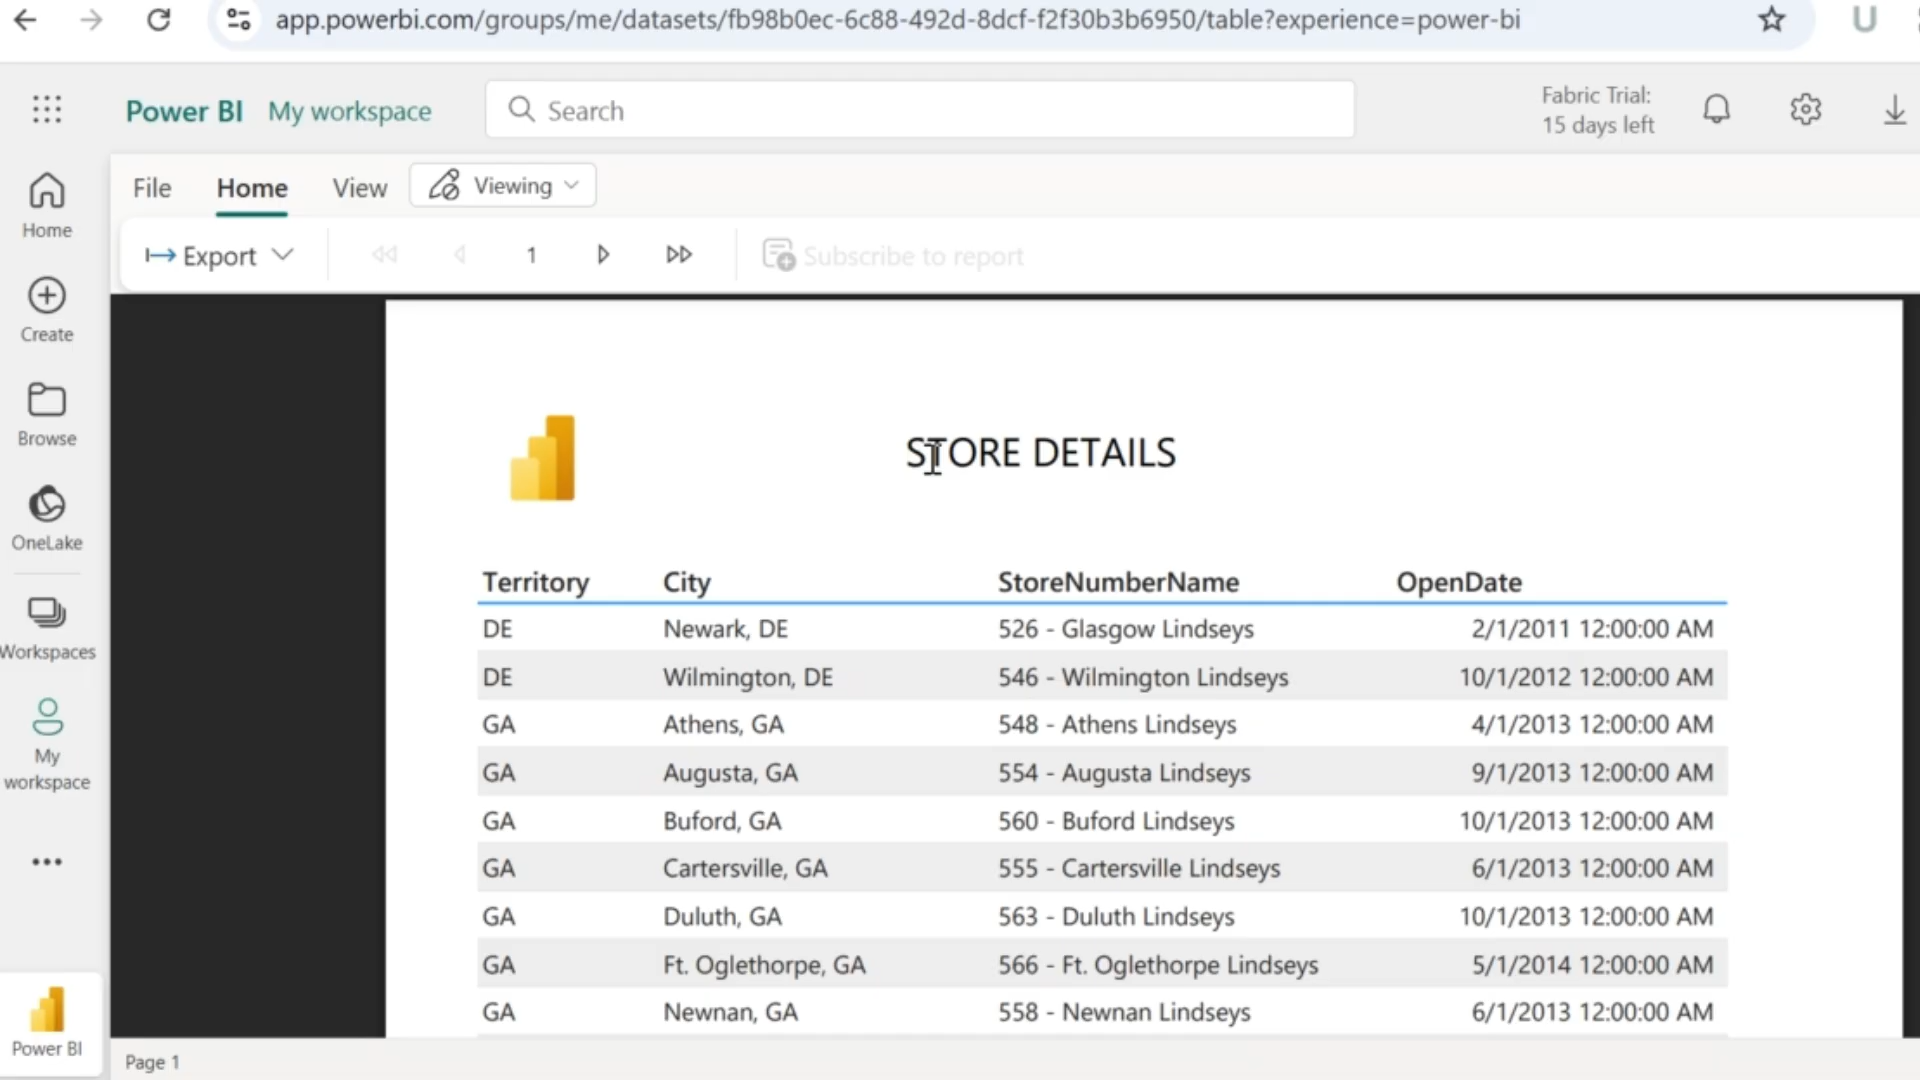 app.powerbi.com/groups/me/datasets/fb98b0ec-6c88-492d-8dcf-f2f30b3b6950/table?experience=power-bi
U
Power BI My workspace
Search
Fabric Trial:
15 days left
File Home View Viewing
Export 1 Subscribe to report
Home
Create
Browse
OneLake
Workspaces
My
workspace
Power BI
STORE DETAILS
Territory City StoreNumberName OpenDate
DE Newark, DE 526 - Glasgow Lindseys 2/1/2011 12:00:00 AM
DE Wilmington, DE 546 - Wilmington Lindseys 10/1/2012 12:00:00 AM
GA Athens, GA 548 - Athens Lindseys 4/1/2013 12:00:00 AM
GA Augusta, GA 554 - Augusta Lindseys 9/1/2013 12:00:00 AM
GA Buford, GA 560 - Buford Lindseys 10/1/2013 12:00:00 AM
GA Cartersville, GA 555 - Cartersville Lindseys 6/1/2013 12:00:00 AM
GA Duluth, GA 563 - Duluth Lindseys 10/1/2013 12:00:00 AM
GA Ft. Oglethorpe, GA 566 - Ft. Oglethorpe Lindseys 5/1/2014 12:00:00 AM
GA Newnan, GA 558 - Newnan Lindseys 6/1/2013 12:00:00 AM
Page 1